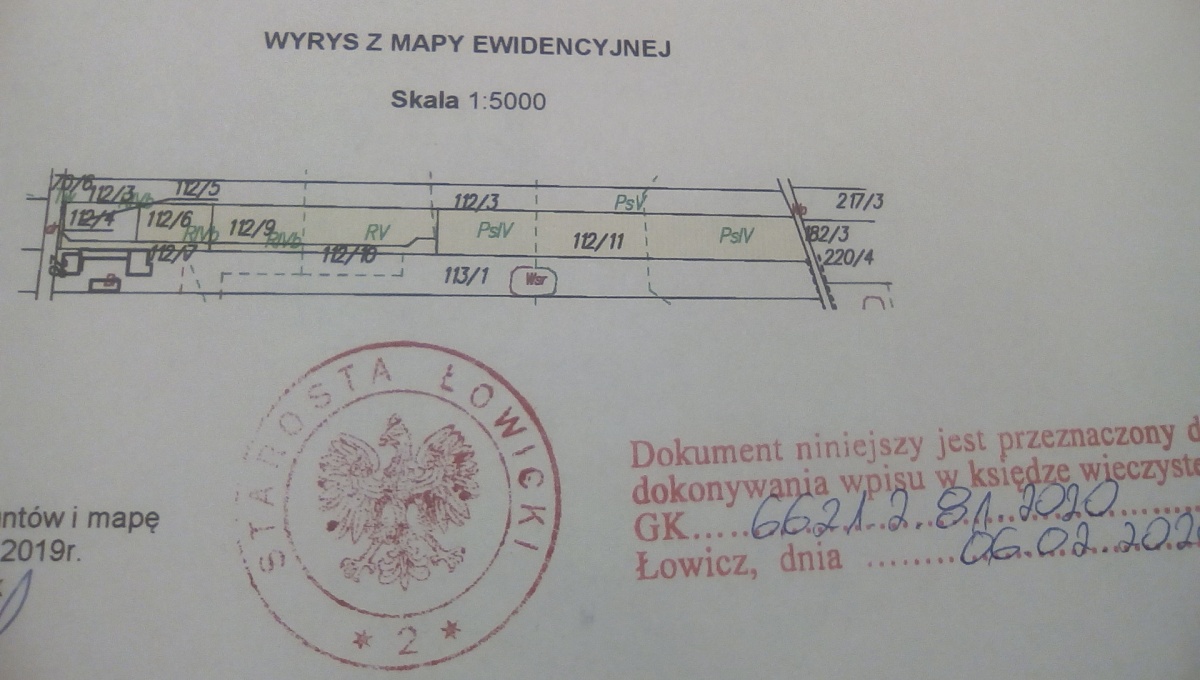 WYRYS Z MAPY EWIDENCYJNEJ
Skala 1:5000
112/3
112/5
112/3
PsV
217/3
112/4
112/6
112/9
RV
PsIV
112/11
PsIV
182/3
RIVb
RIVb
112/7
112/10
220/4
113/1
Wsr
STAROSTA ŁOWICKI
* 2 *
Dokument niniejszy jest przeznaczony d
dokonywania wpisu w księdze wieczyste
GK.....6621.2.81.2020
Łowicz, dnia ........06.02.202
untów i mapę
2019r.